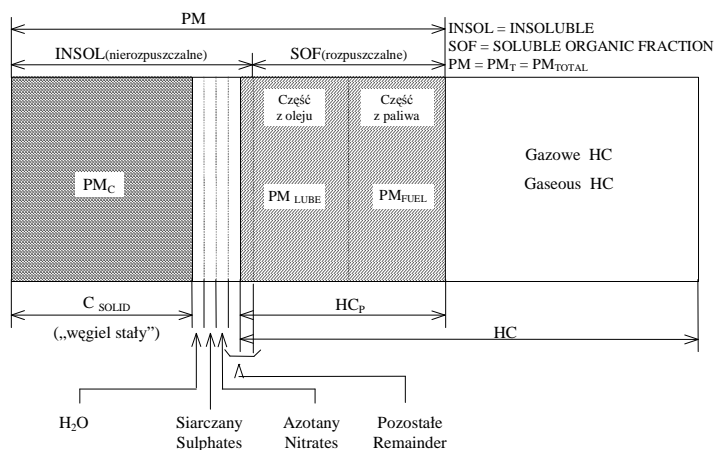 PM
INSOL = INSOLUBLE
SOF = SOLUBLE ORGANIC FRACTION
PM = PMT = PMTOTAL
INSOL(nierozpuszczalne)
SOF(rozpuszczalne)
Część
z oleju
Część
z paliwa
Gazowe HC
Gaseous HC
PMC
PM LUBE
PMFUEL
C SOLID
(„węgiel stały”)
HCP
HC
H2O
Siarczany
Sulphates
Azotany
Nitrates
Pozostałe
Remainder